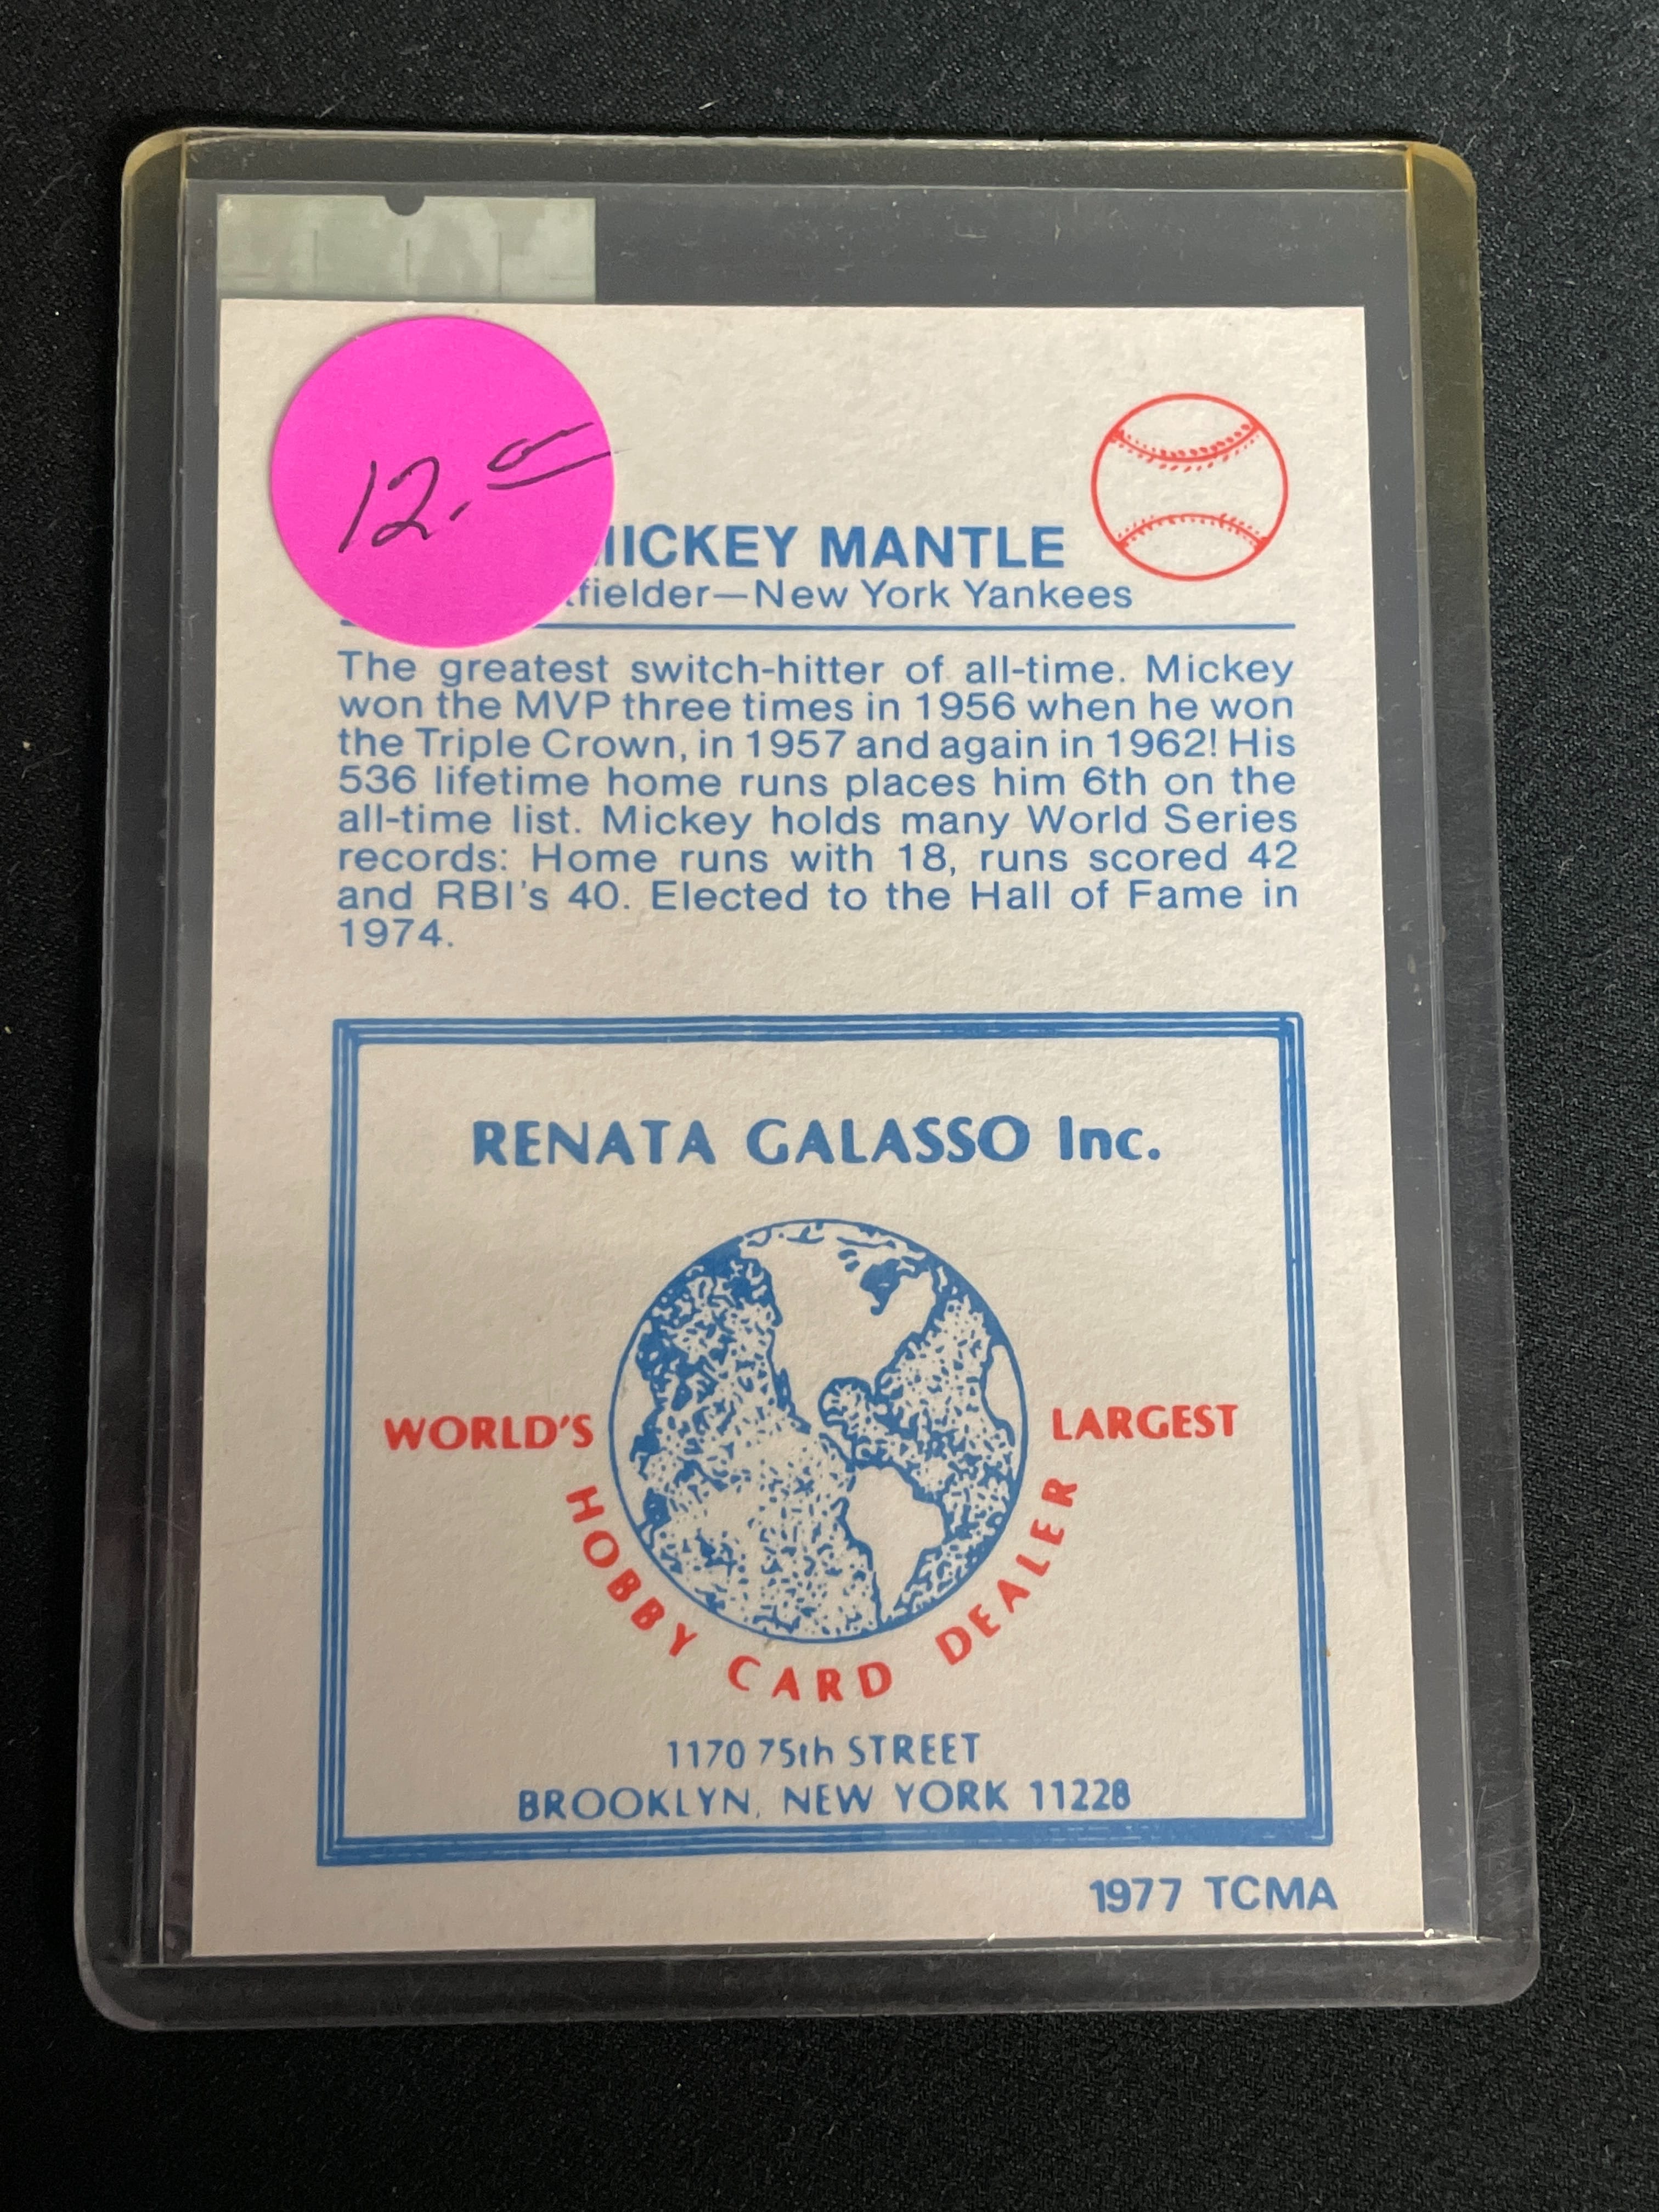 12.
MICKEY MANTLE
fielder—New York Yankees
The greatest switch-hitter of all-time. Mickey
won the MVP three times in 1956 when he won
the Triple Crown, in 1957 and again in 1962! His
536 lifetime home runs places him 6th on the
all-time list. Mickey holds many World Series
records: Home runs with 18, runs scored 42
and RBI's 40. Elected to the Hall of Fame in
1974.
RENATA GALASSO Inc.
WORLD'S LARGEST
HOBBY CARD DEALER
1170 75th STREET
BROOKLYN, NEW YORK 11228
1977 TCMA